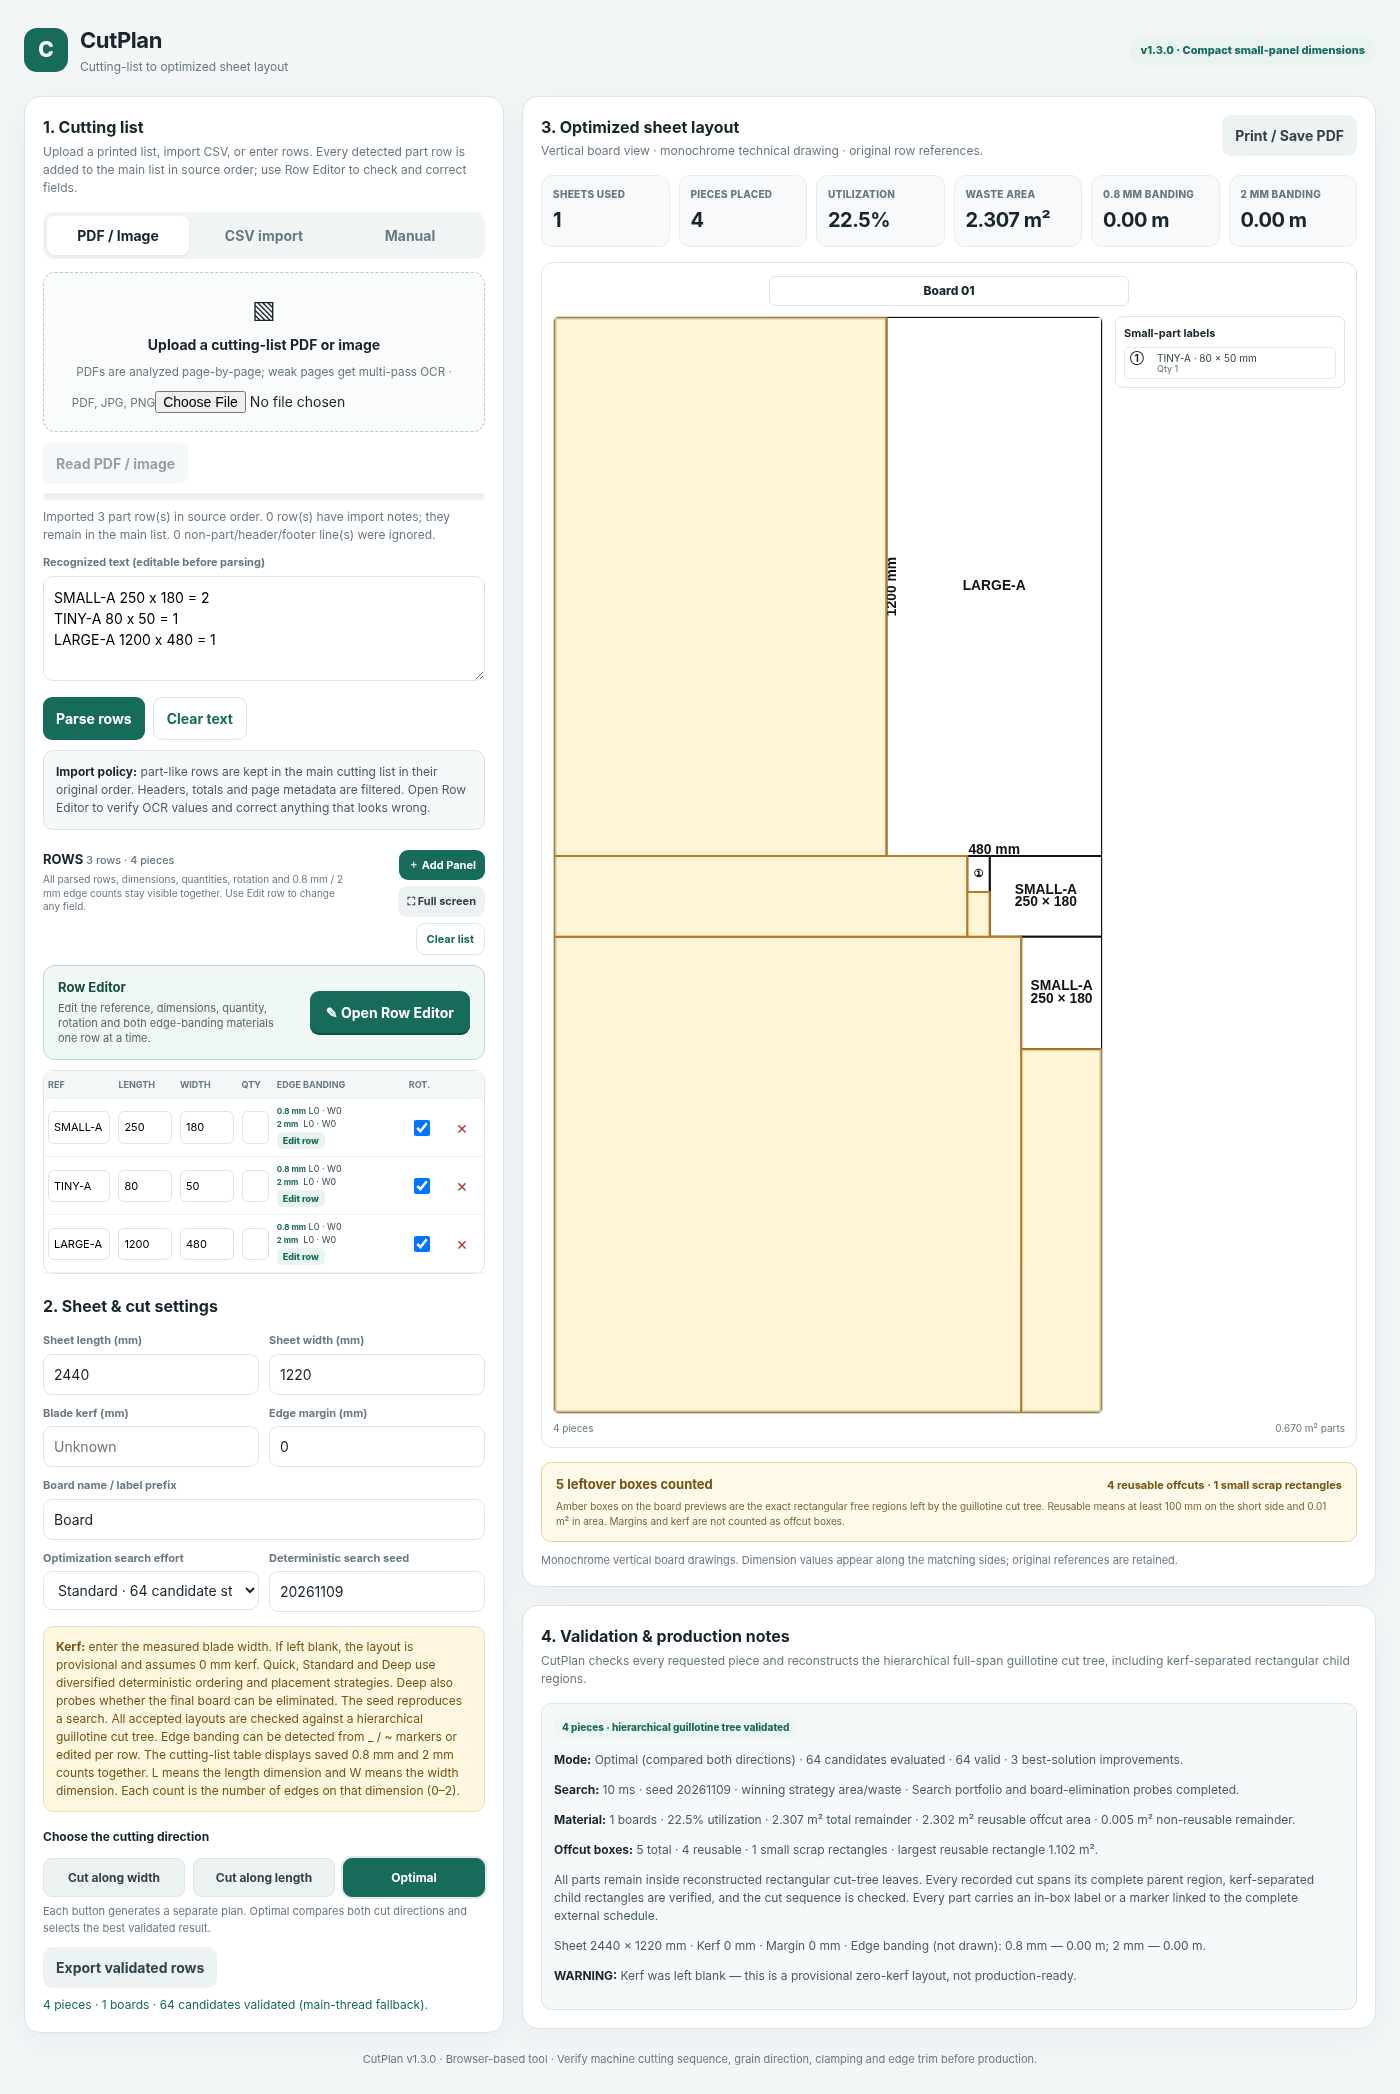 C
CutPlan
Cutting-list to optimized sheet layout
v1.3.0 · Compact small-panel dimensions
1. Cutting list
Upload a printed list, import CSV, or enter rows. Every detected part row is
added to the main list in source order; use Row Editor to check and correct
fields.
PDF / Image
CSV import
Manual
Upload a cutting-list PDF or image
PDFs are analyzed page-by-page; weak pages get multi-pass OCR ·
PDF, JPG, PNG Choose File No file chosen
Read PDF / image
Imported 3 part row(s) in source order. 0 row(s) have import notes; they
remain in the main list. 0 non-part/header/footer line(s) were ignored.
Recognized text (editable before parsing)
SMALL-A 250 x 180 = 2
TINY-A 80 x 50 = 1
LARGE-A 1200 x 480 = 1
Parse rows
Clear text
Import policy: part-like rows are kept in the main cutting list in their
original order. Headers, totals and page metadata are filtered. Open Row
Editor to verify OCR values and correct anything that looks wrong.
ROWS 3 rows · 4 pieces
All parsed rows, dimensions, quantities, rotation and 0.8 mm / 2
mm edge counts stay visible together. Use Edit row to change
any field.
＋ Add Panel
⛶ Full screen
Clear list
Row Editor
Edit the reference, dimensions, quantity,
rotation and both edge-banding materials
one row at a time.
✎ Open Row Editor
REF LENGTH WIDTH QTY EDGE BANDING ROT.
SMALL-A 250 180
0.8 mm L0 · W0
2 mm L0 · W0
Edit row
×
TINY-A 80 50
0.8 mm L0 · W0
2 mm L0 · W0
Edit row
×
LARGE-A 1200 480
0.8 mm L0 · W0
2 mm L0 · W0
Edit row
×
2. Sheet & cut settings
Sheet length (mm) Sheet width (mm)
2440 1220
Blade kerf (mm) Edge margin (mm)
Unknown 0
Board name / label prefix
Board
Optimization search effort Deterministic search seed
Standard · 64 candidate st 20261109
Kerf: enter the measured blade width. If left blank, the layout is
provisional and assumes 0 mm kerf. Quick, Standard and Deep use
diversified deterministic ordering and placement strategies. Deep also
probes whether the final board can be eliminated. The seed reproduces
a search. All accepted layouts are checked against a hierarchical
guillotine cut tree. Edge banding can be detected from _ / ~ markers or
edited per row. The cutting-list table displays saved 0.8 mm and 2 mm
counts together. L means the length dimension and W means the width
dimension. Each count is the number of edges on that dimension (0–2).
Choose the cutting direction
Cut along width
Cut along length
Optimal
Each button generates a separate plan. Optimal compares both cut directions and
selects the best validated result.
Export validated rows
4 pieces · 1 boards · 64 candidates validated (main-thread fallback).
3. Optimized sheet layout
Vertical board view · monochrome technical drawing · original row references.
Print / Save PDF
SHEETS USED
1
PIECES PLACED
4
UTILIZATION
22.5%
WASTE AREA
2.307 m²
0.8 MM BANDING
0.00 m
2 MM BANDING
0.00 m
Board 01
Small-part labels
① TINY-A · 80 × 50 mm
Qty 1
1200 mm
LARGE-A
480 mm
①
SMALL-A
250 × 180
SMALL-A
250 × 180
4 pieces
0.670 m² parts
5 leftover boxes counted
4 reusable offcuts · 1 small scrap rectangles
Amber boxes on the board previews are the exact rectangular free regions left by the guillotine cut tree. Reusable means at least 100 mm on the short side and 0.01
m² in area. Margins and kerf are not counted as offcut boxes.
Monochrome vertical board drawings. Dimension values appear along the matching sides; original references are retained.
4. Validation & production notes
CutPlan checks every requested piece and reconstructs the hierarchical full-span guillotine cut tree, including kerf-separated rectangular child
regions.
4 pieces · hierarchical guillotine tree validated
Mode: Optimal (compared both directions) · 64 candidates evaluated · 64 valid · 3 best-solution improvements.
Search: 10 ms · seed 20261109 · winning strategy area/waste · Search portfolio and board-elimination probes completed.
Material: 1 boards · 22.5% utilization · 2.307 m² total remainder · 2.302 m² reusable offcut area · 0.005 m² non-reusable remainder.
Offcut boxes: 5 total · 4 reusable · 1 small scrap rectangles · largest reusable rectangle 1.102 m².
All parts remain inside reconstructed rectangular cut-tree leaves. Every recorded cut spans its complete parent region, kerf-separated
child rectangles are verified, and the cut sequence is checked. Every part carries an in-box label or a marker linked to the complete
external schedule.
Sheet 2440 × 1220 mm · Kerf 0 mm · Margin 0 mm · Edge banding (not drawn): 0.8 mm — 0.00 m; 2 mm — 0.00 m.
WARNING: Kerf was left blank — this is a provisional zero-kerf layout, not production-ready.
CutPlan v1.3.0 · Browser-based tool · Verify machine cutting sequence, grain direction, clamping and edge trim before production.